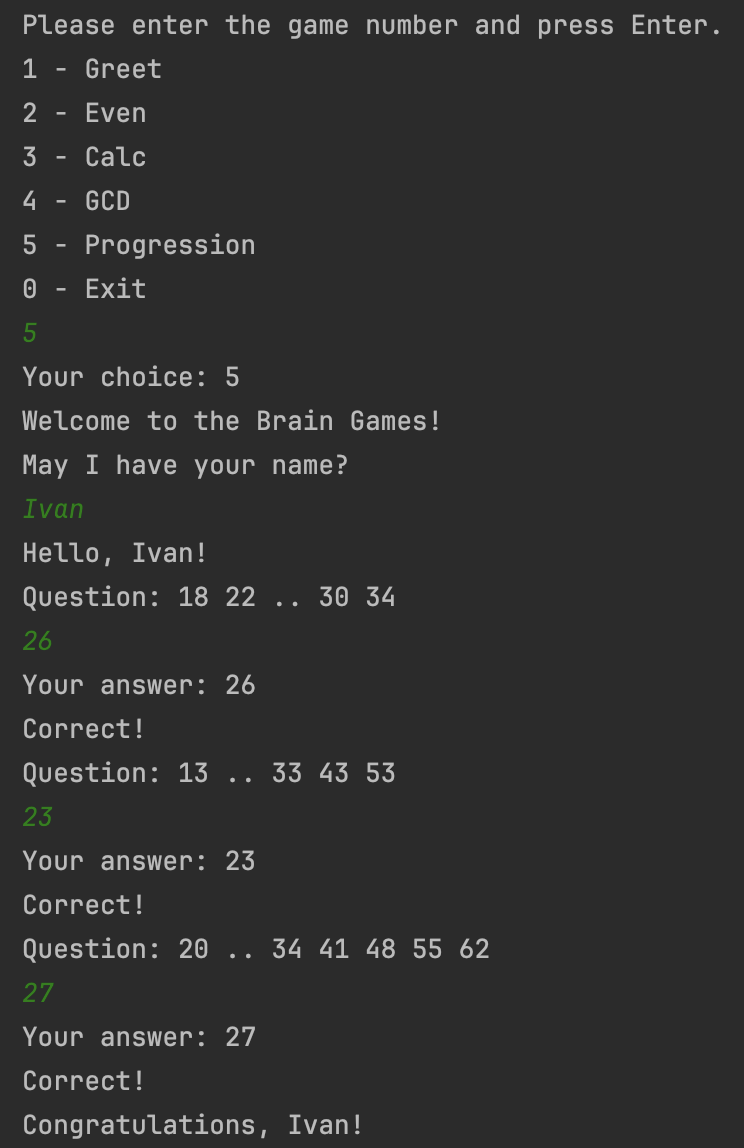 Please enter the game number and press Enter.
1 - Greet
2 - Even
3 - Calc
4 - GCD
5 - Progression
0 - Exit
5
Your choice: 5
Welcome to the Brain Games!
May I have your name?
Ivan
Hello, Ivan!
Question: 18 22 .. 30 34
26
Your answer: 26
Correct!
Question: 13 .. 33 43 53
23
Your answer: 23
Correct!
Question: 20 .. 34 41 48 55 62
27
Your answer: 27
Correct!
Congratulations, Ivan!